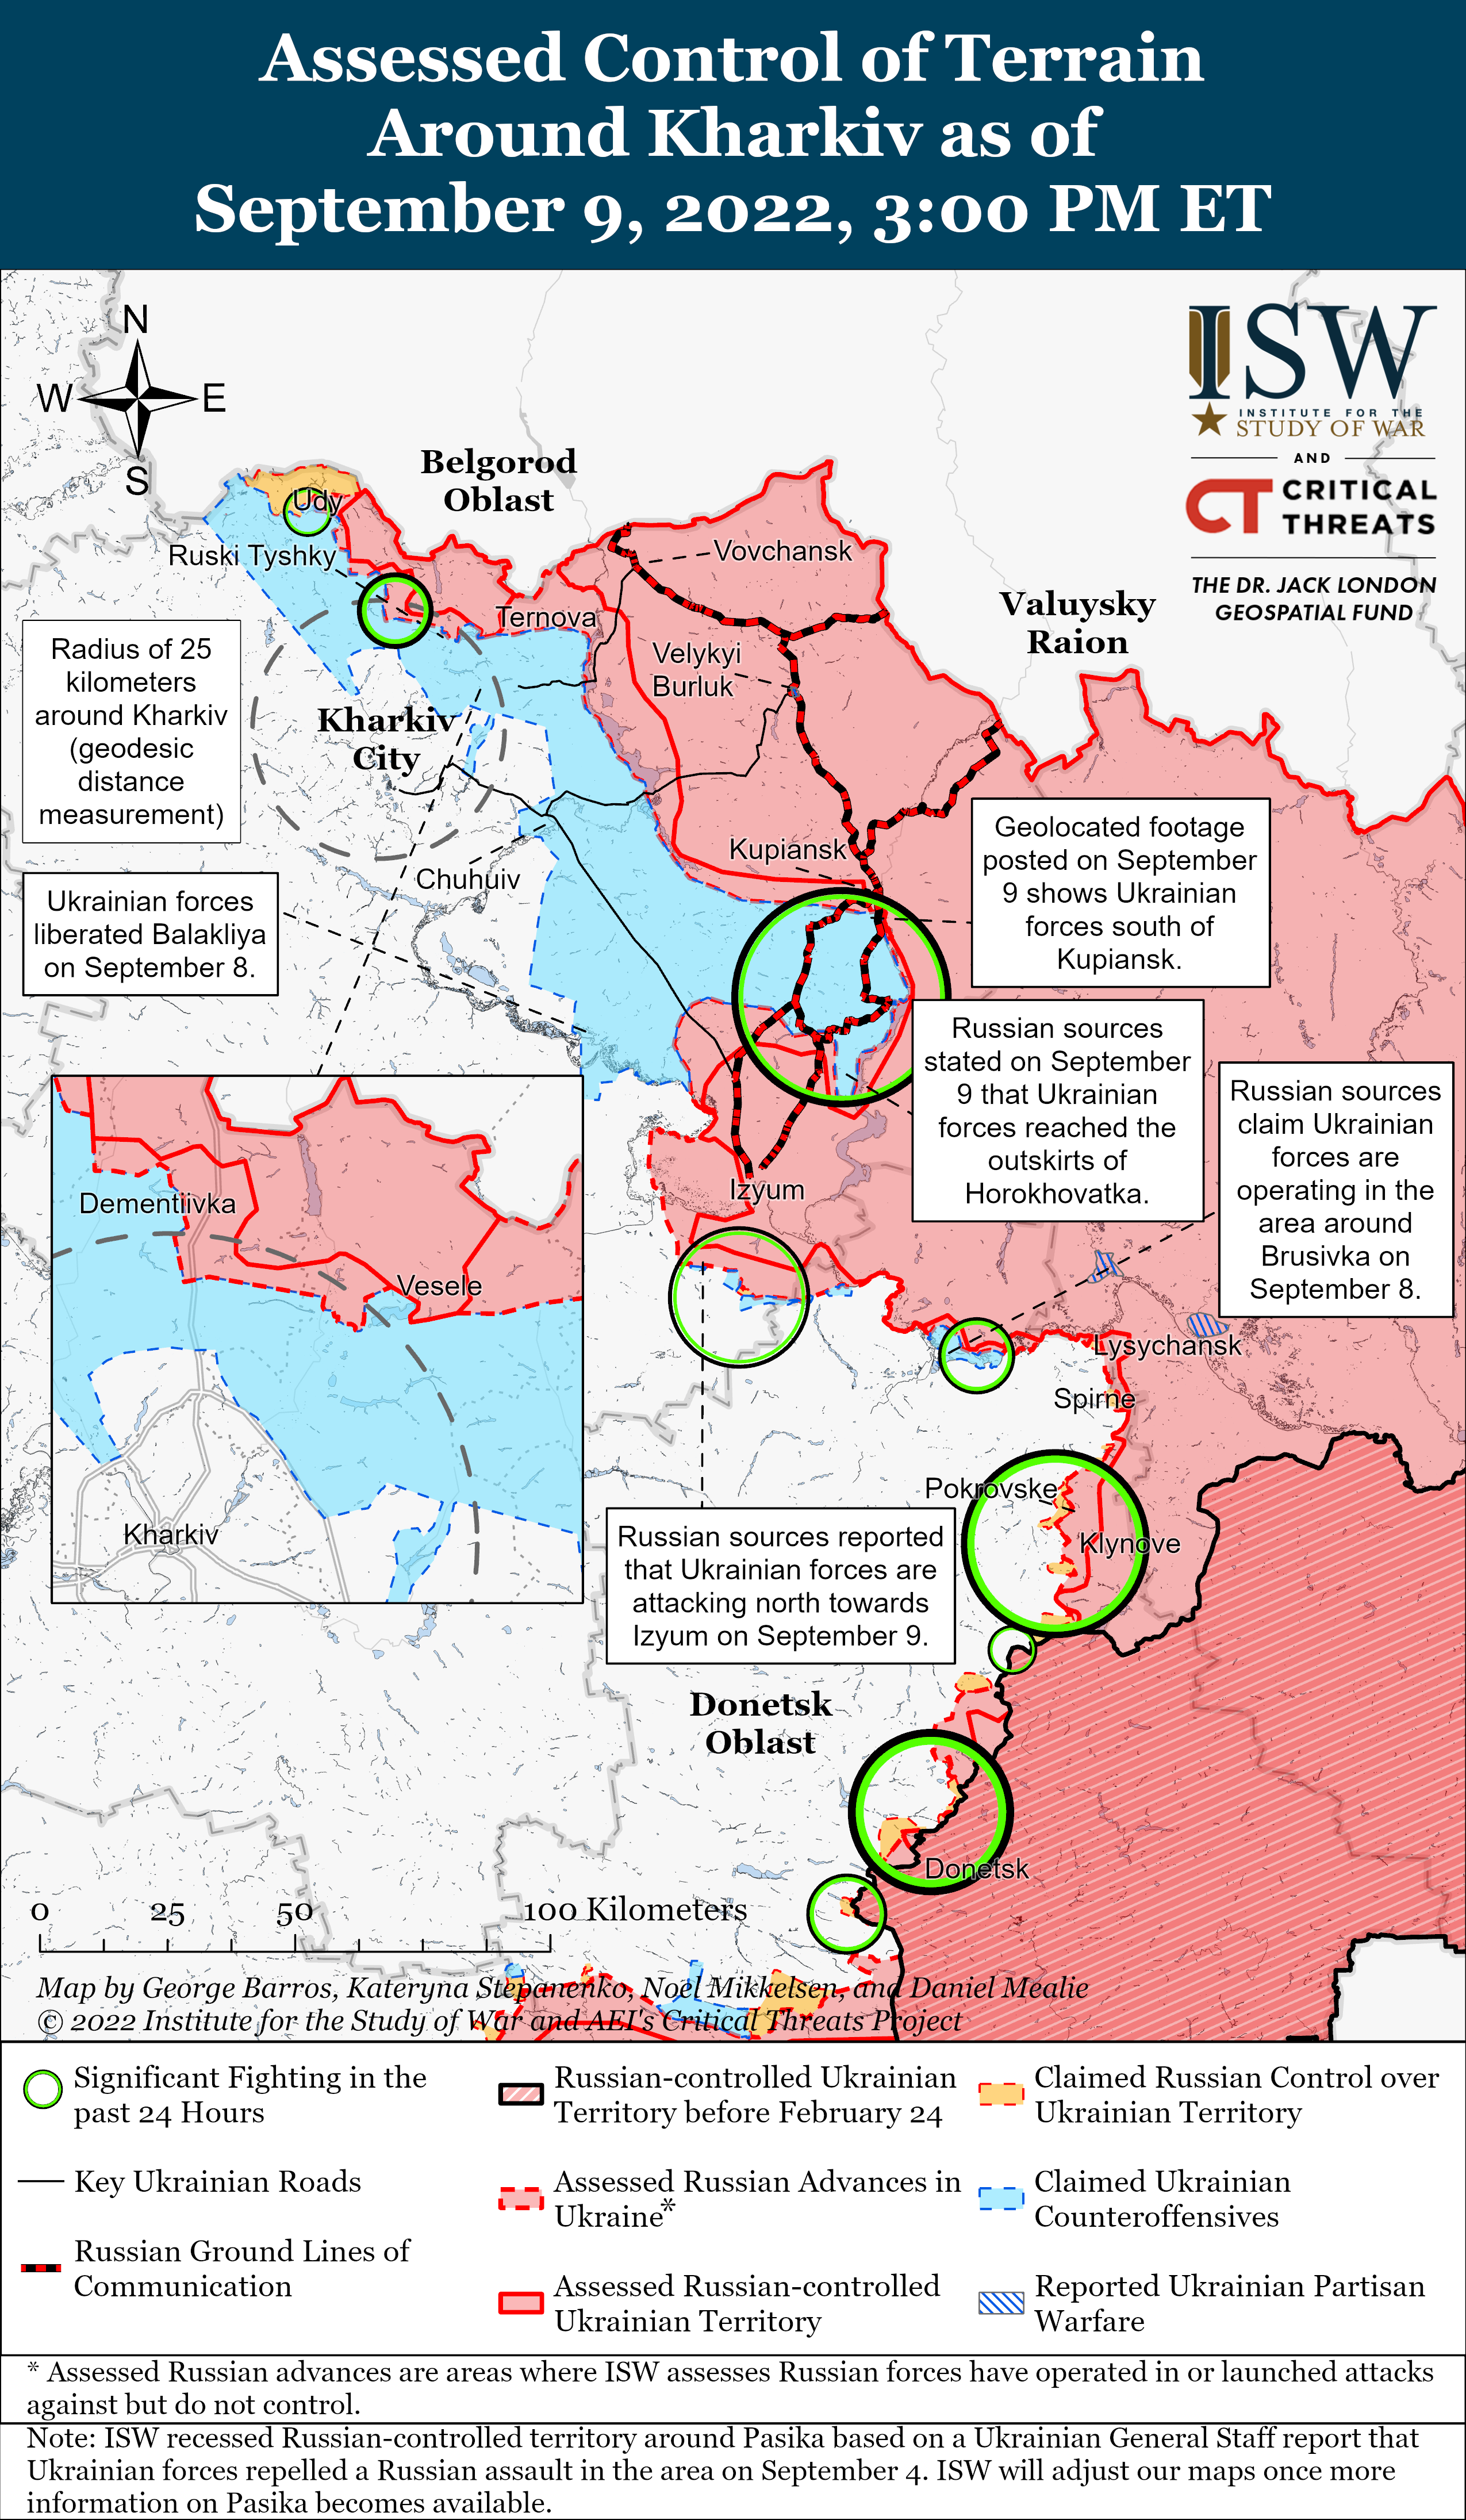 Assessed Control of Terrain
Around Kharkiv as of
September 9, 2022, 3:00 PM ET
N
W
E
S
ISW
INSTITUTE FOR THE
STUDY OF WAR
AND
CT CRITICAL
THREATS
THE DR. JACK LONDON
GEOSPATIAL FUND
Belgorod
Oblast
Udy
Ruski Tyshky
Vovchansk
Ternova
Valuysky
Raion
Velykyi
Burluk
Radius of 25
kilometers
around Kharkiv
(geodesic
distance
measurement)
Kharkiv
City
Kupiansk
Chuhuiv
Geolocated footage
posted on September
9 shows Ukrainian
forces south of
Kupiansk.
Ukrainian forces
liberated Balakliya
on September 8.
Russian sources
stated on September
9 that Ukrainian
forces reached the
outskirts of
Horokhovatka.
Russian sources
claim Ukrainian
forces are
operating in the
area around
Brusivka on
September 8.
Dementiivka
Vesele
Kharkiv
Izyum
Lysychansk
Spirne
Pokrovske
Klynove
Russian sources reported
that Ukrainian forces are
attacking north towards
Izyum on September 9.
Donetsk
Oblast
Donetsk
0 25 50 100 Kilometers
Map by George Barros, Kateryna Stepanenko, Noel Mikkelsen, and Daniel Mealie
© 2022 Institute for the Study of War and AEI's Critical Threats Project
Significant Fighting in the
past 24 Hours
Key Ukrainian Roads
Russian Ground Lines of
Communication
Russian-controlled Ukrainian
Territory before February 24
Assessed Russian Advances in
Ukraine*
Assessed Russian-controlled
Ukrainian Territory
Claimed Russian Control over
Ukrainian Territory
Claimed Ukrainian
Counteroffensives
Reported Ukrainian Partisan
Warfare
* Assessed Russian advances are areas where ISW assesses Russian forces have operated in or launched attacks
against but do not control.
Note: ISW recessed Russian-controlled territory around Pasika based on a Ukrainian General Staff report that
Ukrainian forces repelled a Russian assault in the area on September 4. ISW will adjust our maps once more
information on Pasika becomes available.